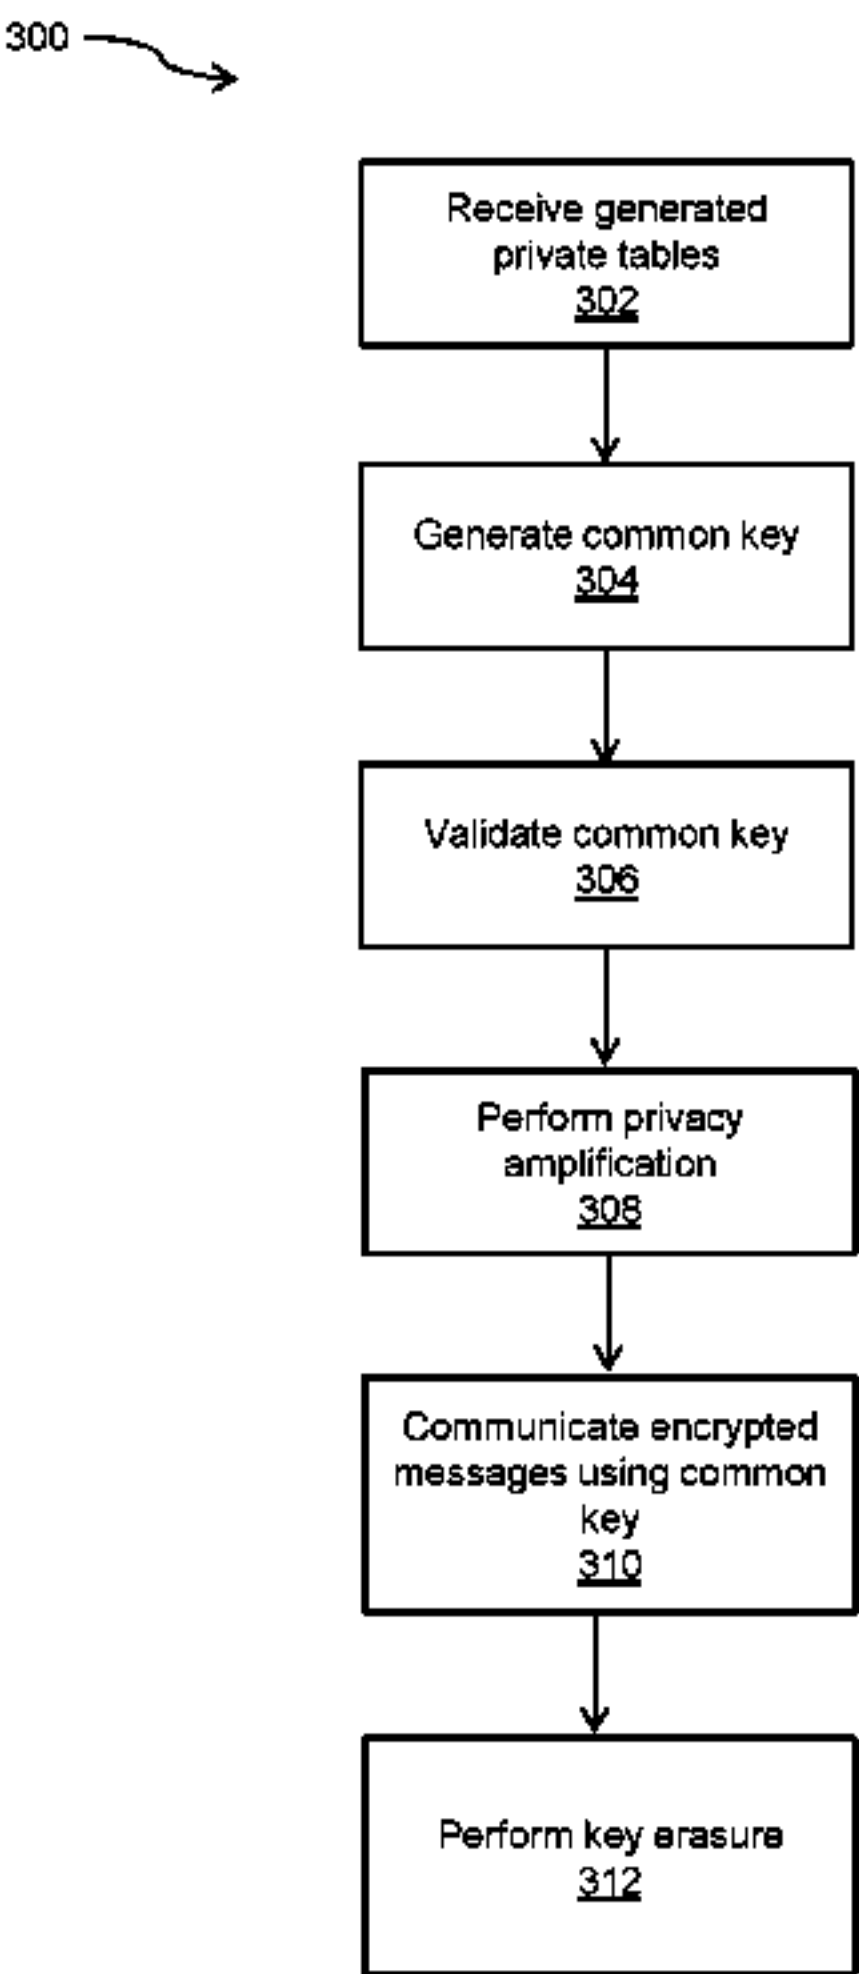 300
Receive generated
private tables
302
Generate common key
304
Validate common key
306
Perform privacy
amplification
308
Communicate encrypted
messages using common
key
310
Perform key erasure
312